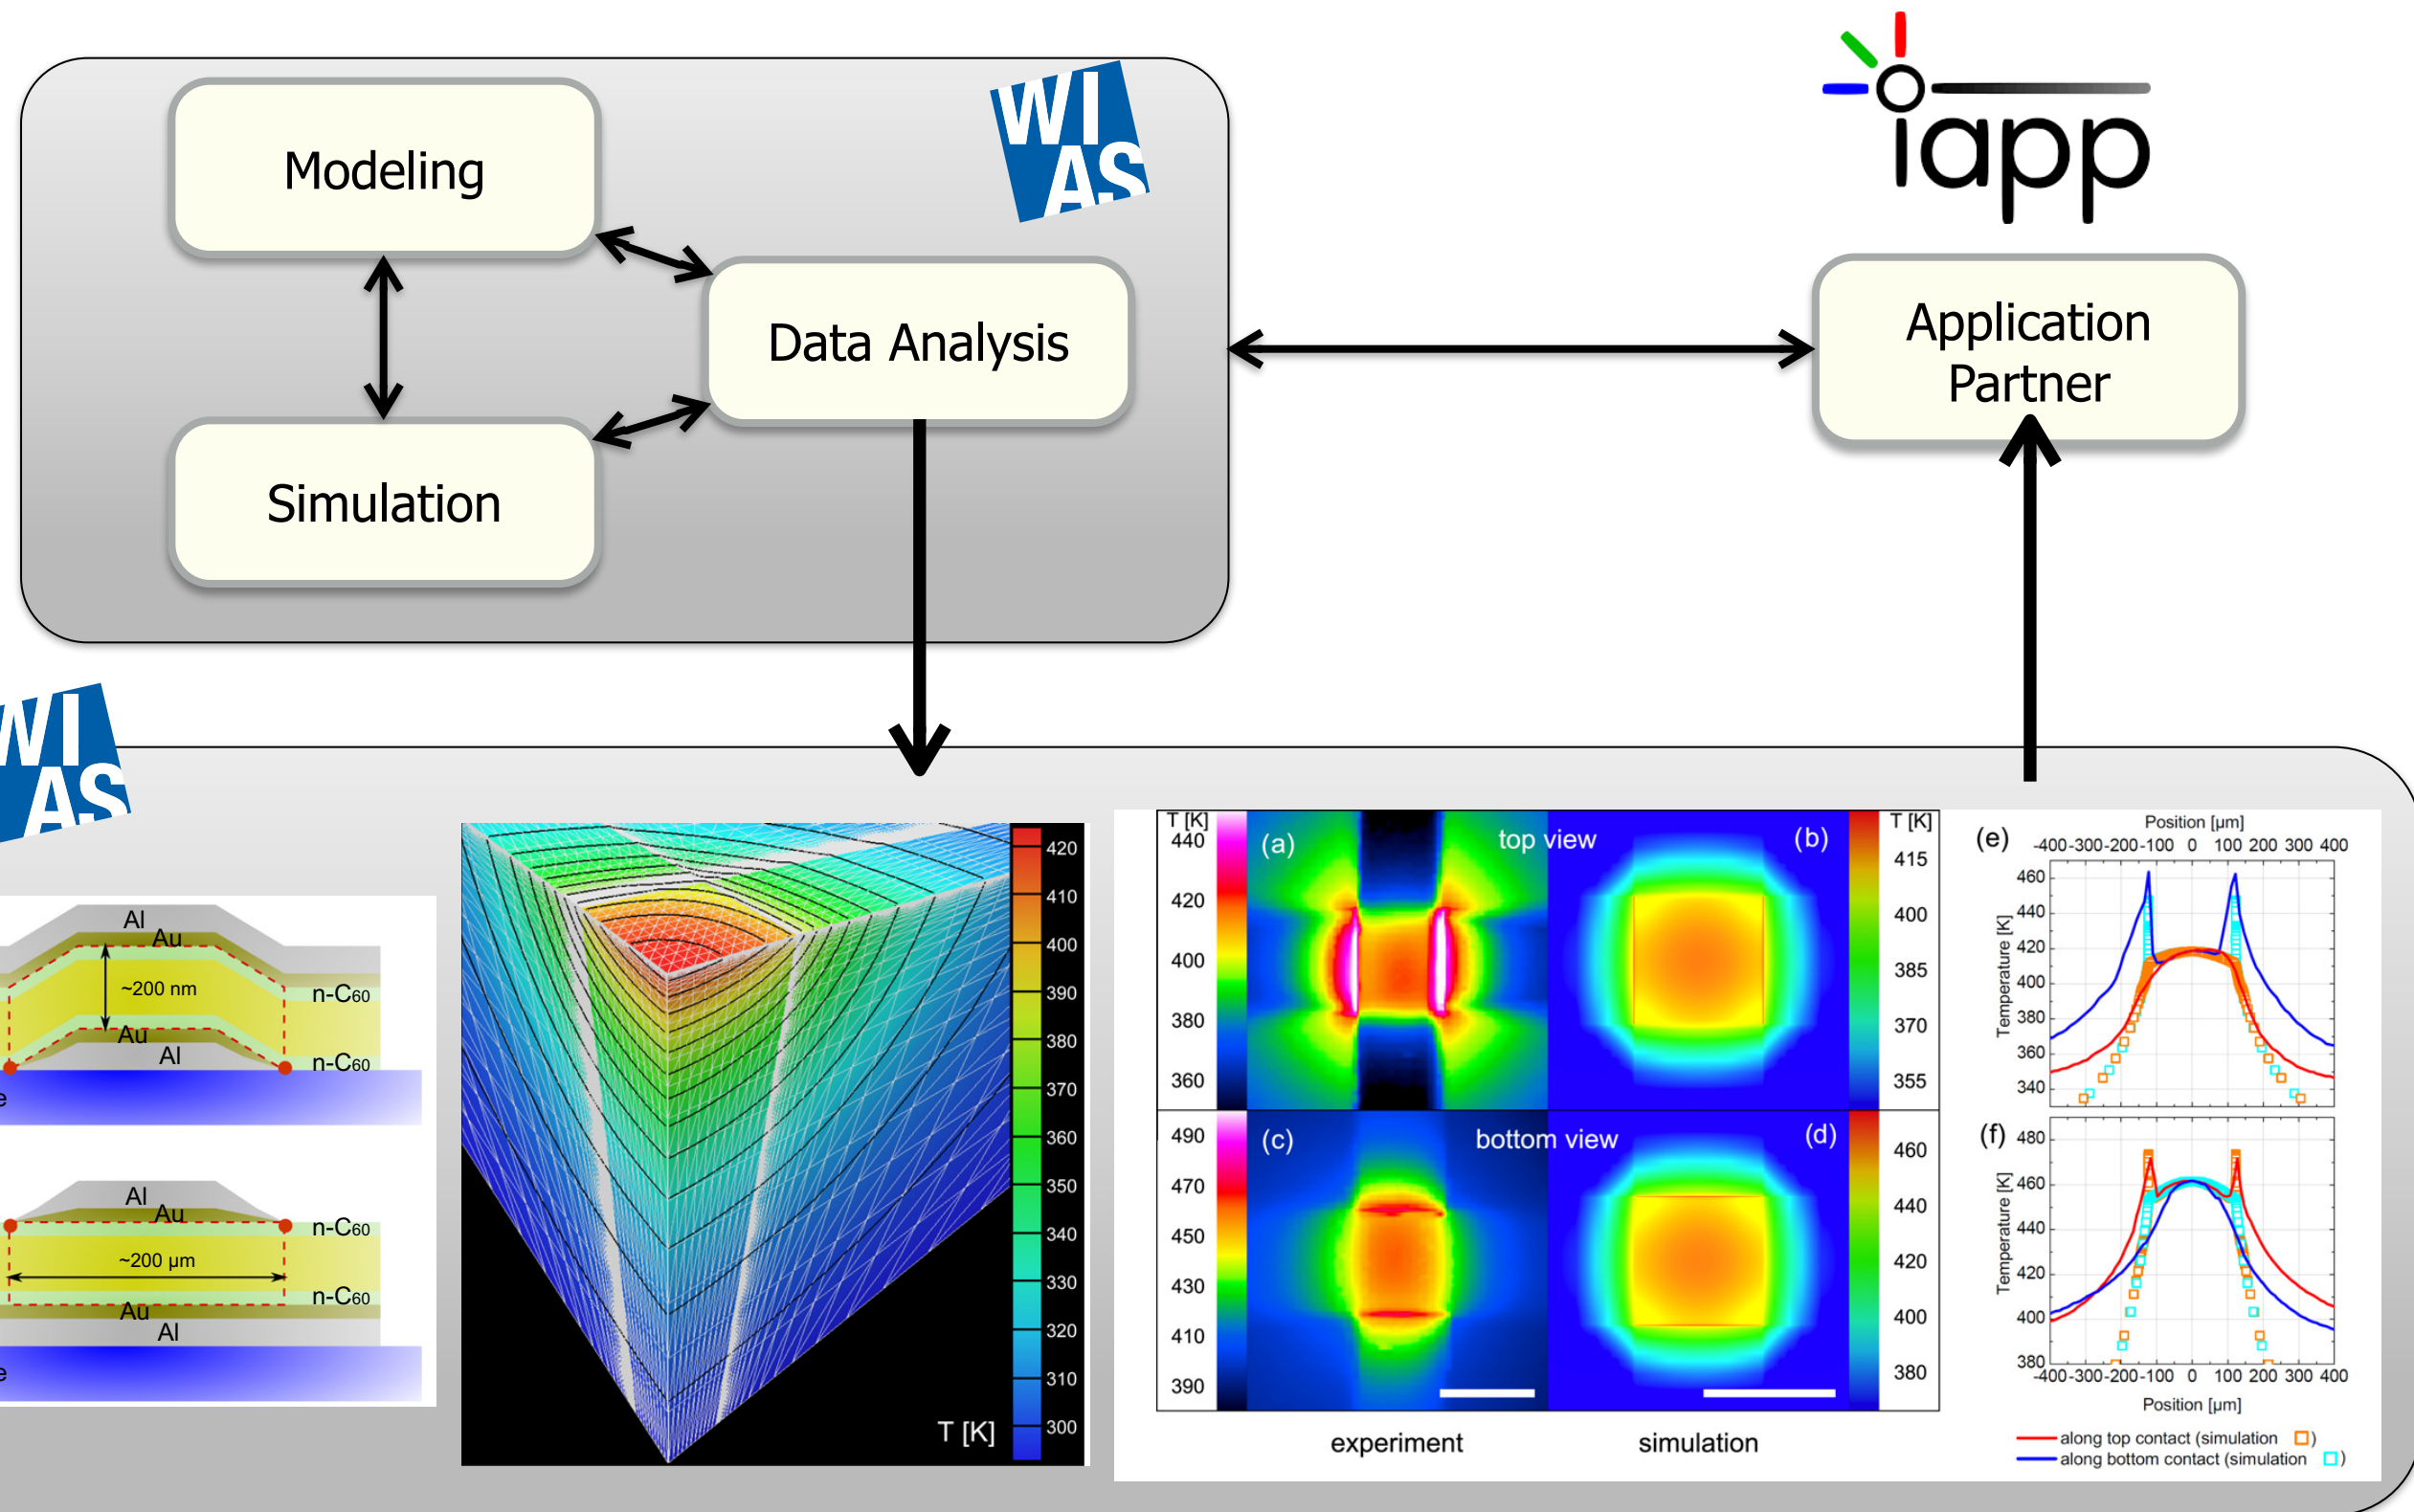 WI
AS
iapp
Modeling
Data Analysis
Simulation
Application
Partner
WI
AS
Al
Au
~200 nm
n-C60
Au
Al
n-C60
e
Al
Au
n-C60
~200 µm
n-C60
Au
Al
e
420
410
400
390
380
370
360
350
340
330
320
310
300
T [K]
T [K]
440
420
400
380
360
(a)
top view
(b)
T [K]
415
400
385
370
355
490
470
450
430
410
390
(c)
bottom view
(d)
460
440
420
400
380
experiment
simulation
(e)
Position [µm]
-400 -300 -200 -100 0 100 200 300 400
Temperature [K]
460
440
420
400
380
360
340
(f)
Temperature [K]
480
460
440
420
400
380
-400 -300 -200 -100 0 100 200 300 400
Position [µm]
along top contact (simulation )
along bottom contact (simulation )